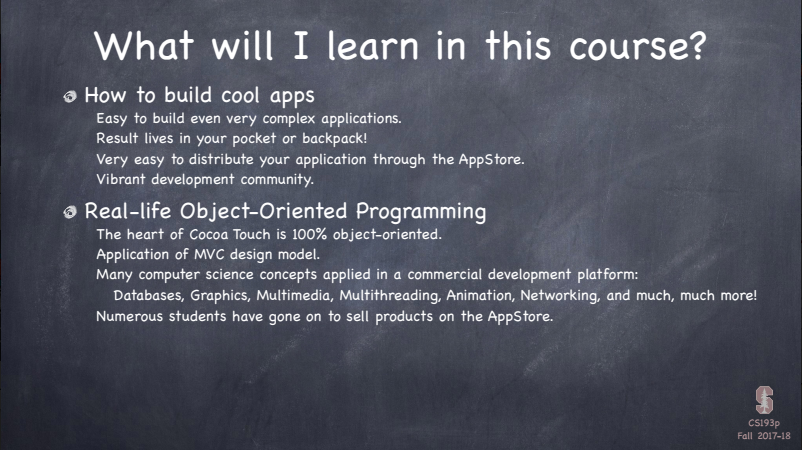 What will I learn in this course?
How to build cool apps
Easy to build even very complex applications.
Result lives in your pocket or backpack!
Very easy to distribute your application through the AppStore.
Vibrant development community.
Real-life Object-Oriented Programming
The heart of Cocoa Touch is 100% object-oriented.
Application of MVC design model.
Many computer science concepts applied in a commercial development platform:
Databases, Graphics, Multimedia, Multithreading, Animation, Networking, and much, much more!
Numerous students have gone on to sell products on the AppStore.
S
CS193p
Fall 2017-18